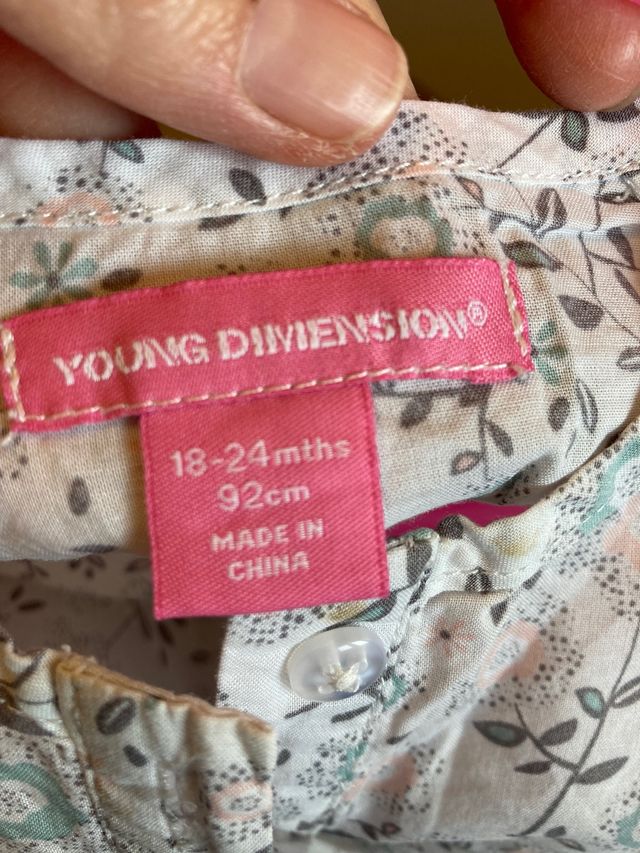 YOUNG DIMENSION®
18-24mths
92cm
MADE IN
CHINA